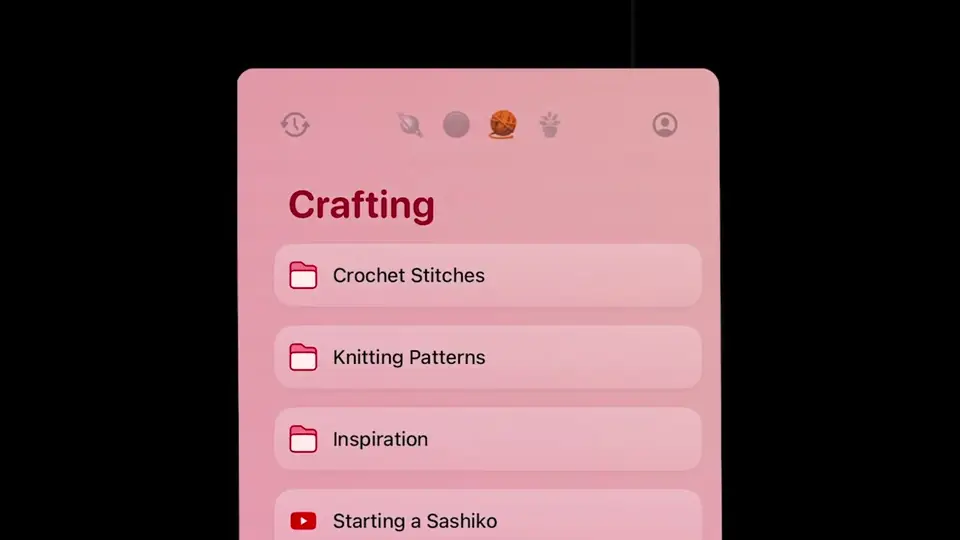 Crafting
Crochet Stitches
Knitting Patterns
Inspiration
Starting a Sashiko